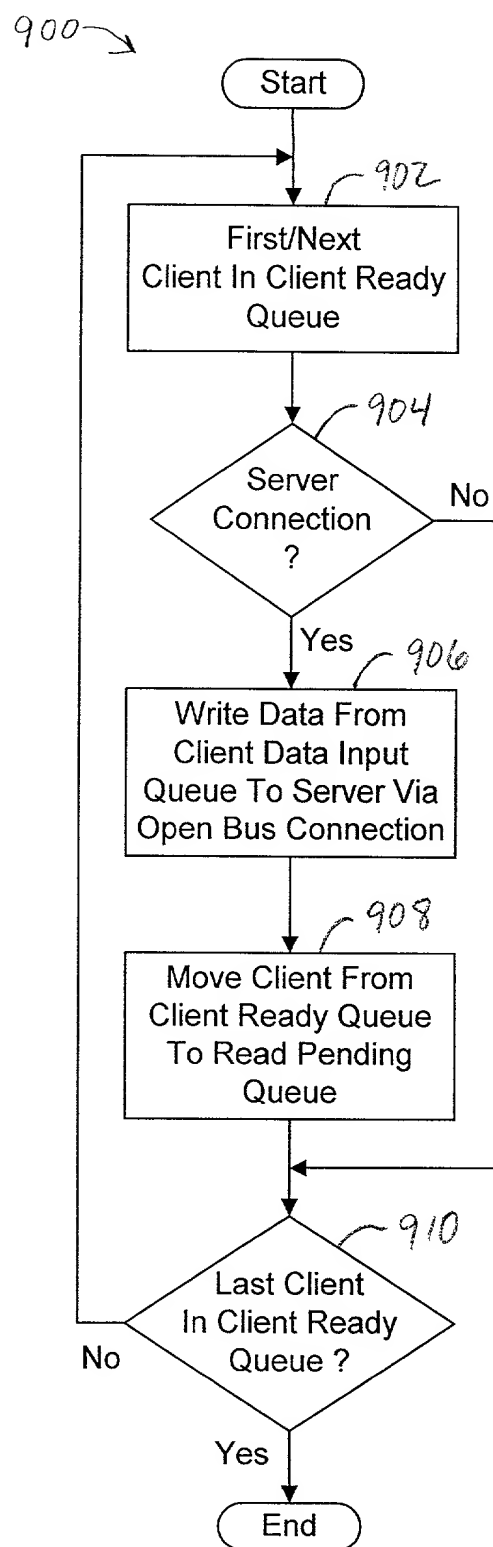 900
Start
902
First/Next
Client In Client Ready
Queue
904
Server
Connection
?
No
Yes
906
Write Data From
Client Data Input
Queue To Server Via
Open Bus Connection
908
Move Client From
Client Ready Queue
To Read Pending
Queue
910
Last Client
In Client Ready
Queue ?
No
Yes
End